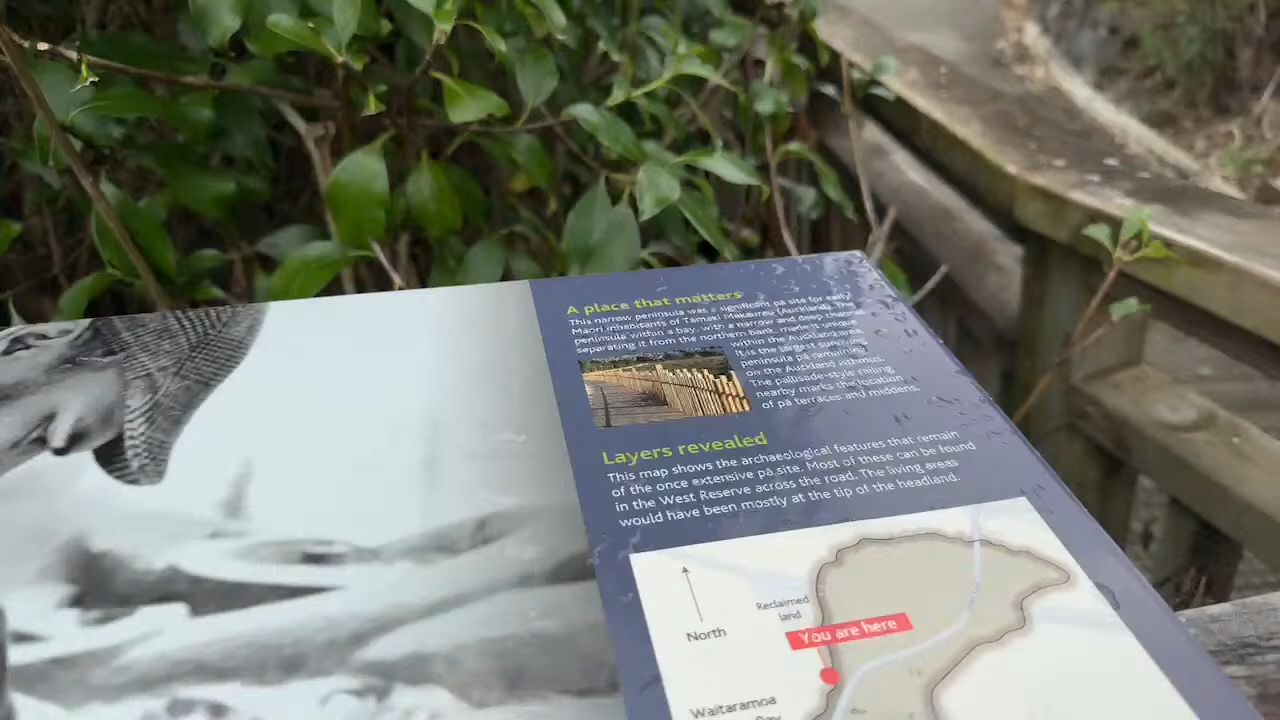 A place that matters
This narrow peninsula was a significant pā site for early
Māori inhabitants of Tāmaki Makaurau (Auckland). The
peninsula within a bay, with a narrow and deep channel
separating it from the northern bank, made it unique
within the Auckland area.
It is the largest surviving
peninsula pā remaining
on the Auckland isthmus.
The palisade-style railing
nearby marks the location
of pā terraces and middens.
Layers revealed
This map shows the archaeological features that remain
of the once extensive pā site. Most of these can be found
in the West Reserve across the road. The living areas
would have been mostly at the tip of the headland.
North
Reclaimed
land
You are here
Waitaramoa
Bay